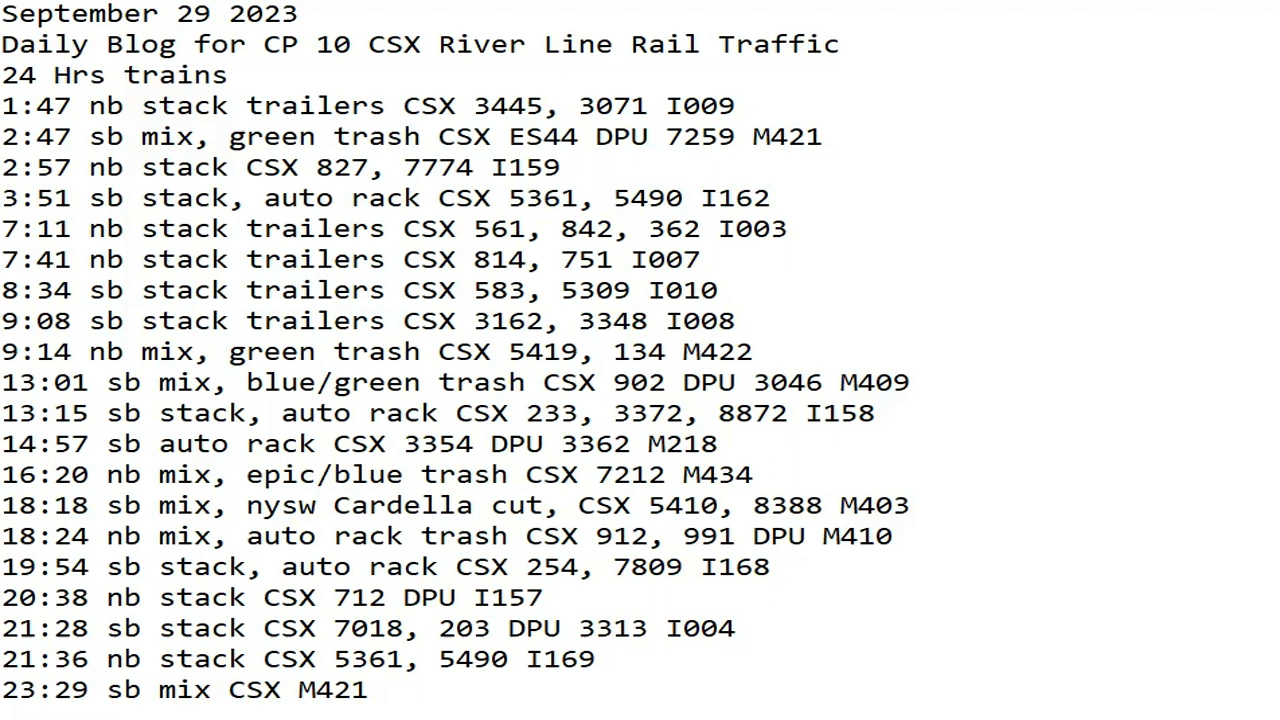 September 29 2023
Daily Blog for CP 10 CSX River Line Rail Traffic
24 Hrs trains
1:47 nb stack trailers CSX 3445, 3071 I009
2:47 sb mix, green trash CSX ES44 DPU 7259 M421
2:57 nb stack CSX 827, 7774 I159
3:51 sb stack, auto rack CSX 5361, 5490 I162
7:11 nb stack trailers CSX 561, 842, 362 I003
7:41 nb stack trailers CSX 814, 751 I007
8:34 sb stack trailers CSX 583, 5309 I010
9:08 sb stack trailers CSX 3162, 3348 I008
9:14 nb mix, green trash CSX 5419, 134 M422
13:01 sb mix, blue/green trash CSX 902 DPU 3046 M409
13:15 sb stack, auto rack CSX 233, 3372, 8872 I158
14:57 sb auto rack CSX 3354 DPU 3362 M218
16:20 nb mix, epic/blue trash CSX 7212 M434
18:18 sb mix, nysw Cardella cut, CSX 5410, 8388 M403
18:24 nb mix, auto rack trash CSX 912, 991 DPU M410
19:54 sb stack, auto rack CSX 254, 7809 I168
20:38 nb stack CSX 712 DPU I157
21:28 sb stack CSX 7018, 203 DPU 3313 I004
21:36 nb stack CSX 5361, 5490 I169
23:29 sb mix CSX M421